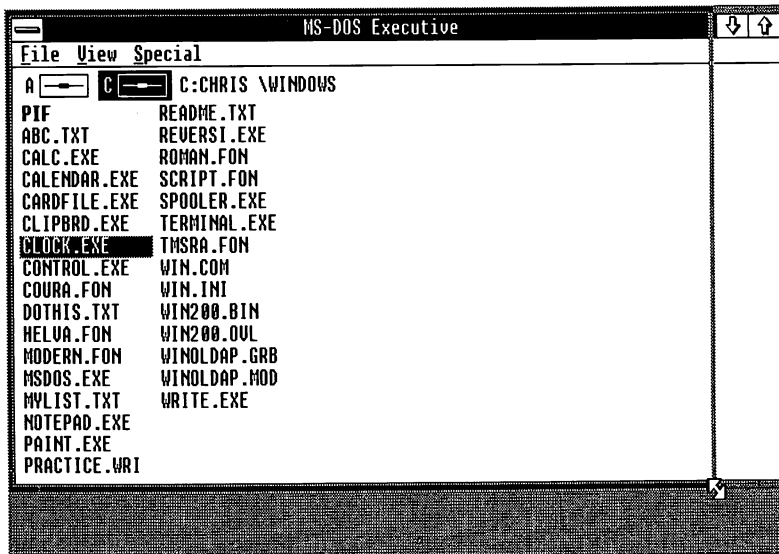 MS-DOS Executive
File View Special
A C C:CHRIS \WINDOWS
PIF README.TXT
ABC.TXT REVERSI.EXE
CALC.EXE ROMAN.FON
CALENDAR.EXE SCRIPT.FON
CARDFILE.EXE SPOOLER.EXE
CLIPBRD.EXE TERMINAL.EXE
CLOCK.EXE TMSRA.FON
CONTROL.EXE WIN.COM
COURA.FON WIN.INI
DOTHIS.TXT WIN200.BIN
HELVA.FON WIN200.OVL
MODERN.FON WINOLDAP.GRB
MSDOS.EXE WINOLDAP.MOD
MYLIST.TXT WRITE.EXE
NOTEPAD.EXE
PAINT.EXE
PRACTICE.WRI